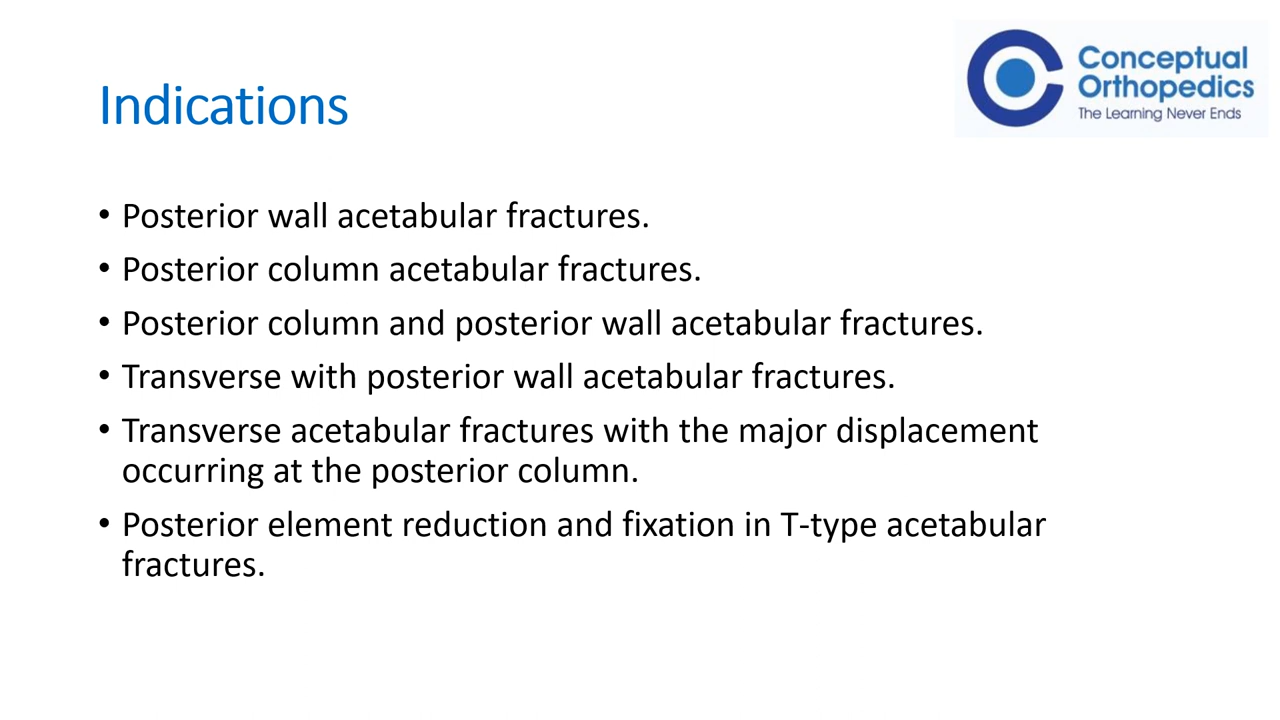 Conceptual
Orthopedics
The Learning Never Ends
Indications
• Posterior wall acetabular fractures.
• Posterior column acetabular fractures.
• Posterior column and posterior wall acetabular fractures.
• Transverse with posterior wall acetabular fractures.
• Transverse acetabular fractures with the major displacement
occurring at the posterior column.
• Posterior element reduction and fixation in T-type acetabular
fractures.